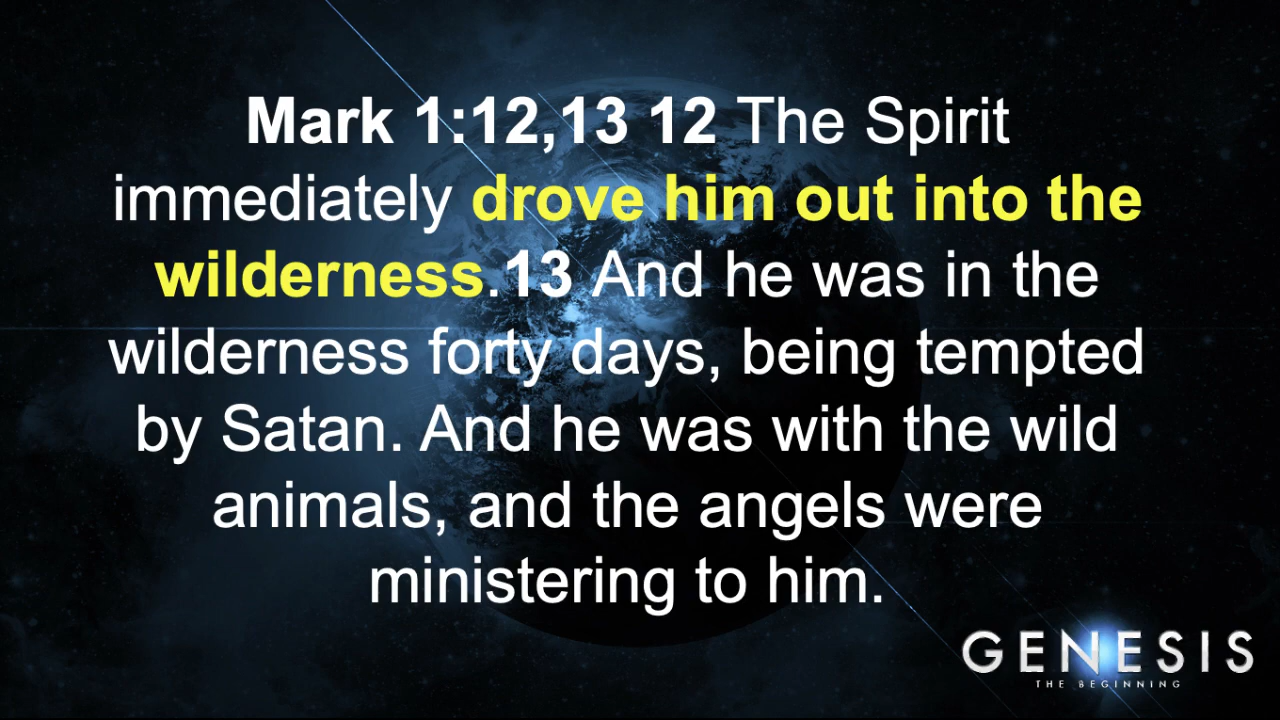 Mark 1:12,13 12 The Spirit
immediately drove him out into the
wilderness.13 And he was in the
wilderness forty days, being tempted
by Satan. And he was with the wild
animals, and the angels were
ministering to him.
GENESIS
THE BEGINNING